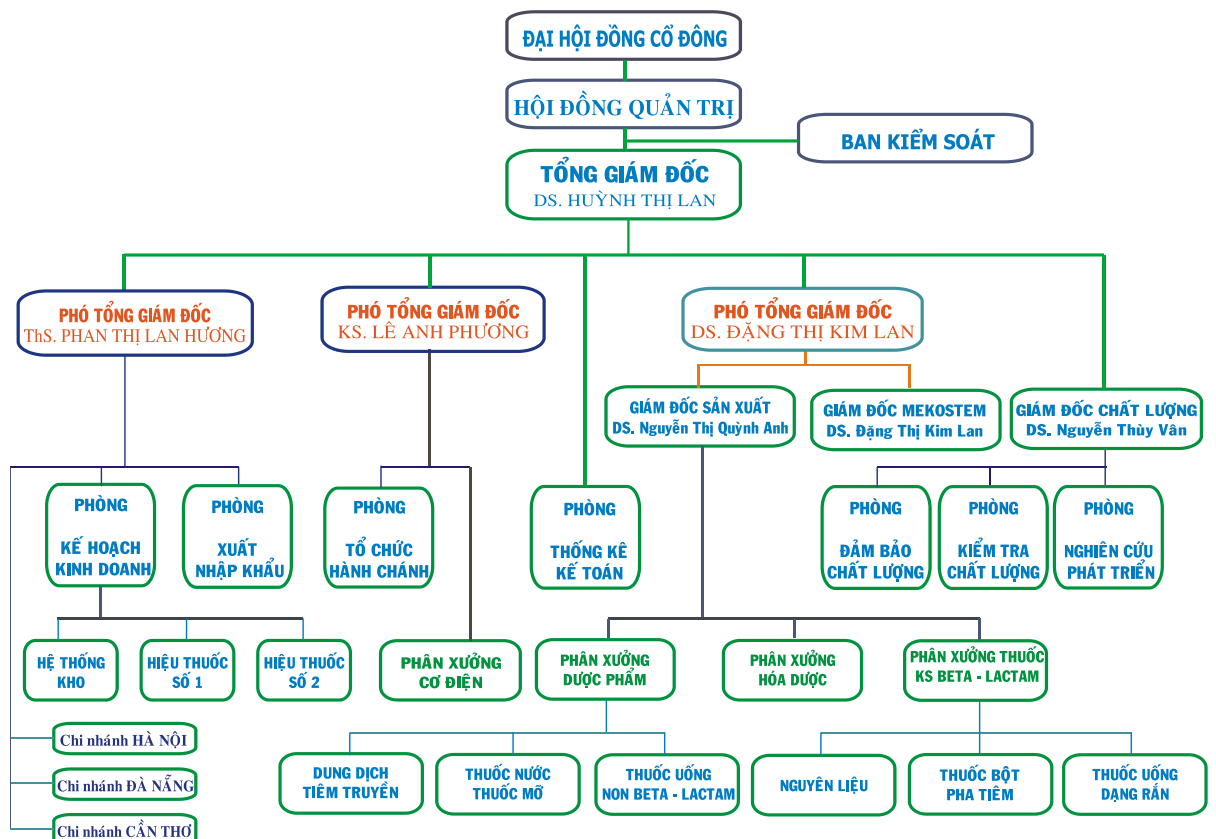 ĐẠI HỘI ĐỒNG CỔ ĐÔNG
HỘI ĐỒNG QUẢN TRỊ
BAN KIỂM SOÁT
TỔNG GIÁM ĐỐC
DS. HUỲNH THỊ LAN
PHÓ TỔNG GIÁM ĐỐC
ThS. PHAN THỊ LAN HƯƠNG
PHÓ TỔNG GIÁM ĐỐC
KS. LÊ ANH PHƯƠNG
PHÓ TỔNG GIÁM ĐỐC
DS. ĐẶNG THỊ KIM LAN
GIÁM ĐỐC SẢN XUẤT
DS. Nguyễn Thị Quỳnh Anh
GIÁM ĐỐC MEKOSTEM
DS. Đặng Thị Kim Lan
GIÁM ĐỐC CHẤT LƯỢNG
DS. Nguyễn Thùy Vân
PHÒNG
KẾ HOẠCH
KINH DOANH
PHÒNG
XUẤT
NHẬP KHẨU
PHÒNG
TỔ CHỨC
HÀNH CHÁNH
PHÒNG
THỐNG KÊ
KẾ TOÁN
PHÒNG
ĐẢM BẢO
CHẤT LƯỢNG
PHÒNG
KIỂM TRA
CHẤT LƯỢNG
PHÒNG
NGHIÊN CỨU
PHÁT TRIỂN
HỆ THỐNG
KHO
HIỆU THUỐC
SỐ 1
HIỆU THUỐC
SỐ 2
PHÂN XƯỞNG
CƠ ĐIỆN
PHÂN XƯỞNG
DƯỢC PHẨM
PHÂN XƯỞNG
HÓA DƯỢC
PHÂN XƯỞNG THUỐC
KS BETA - LACTAM
Chi nhánh HÀ NỘI
Chi nhánh ĐÀ NẴNG
Chi nhánh CẦN THƠ
DUNG DỊCH
TIÊM TRUYỀN
THUỐC NƯỚC
THUỐC MỠ
THUỐC UỐNG
NON BETA - LACTAM
NGUYÊN LIỆU
THUỐC BỘT
PHA TIÊM
THUỐC UỐNG
DẠNG RẮN